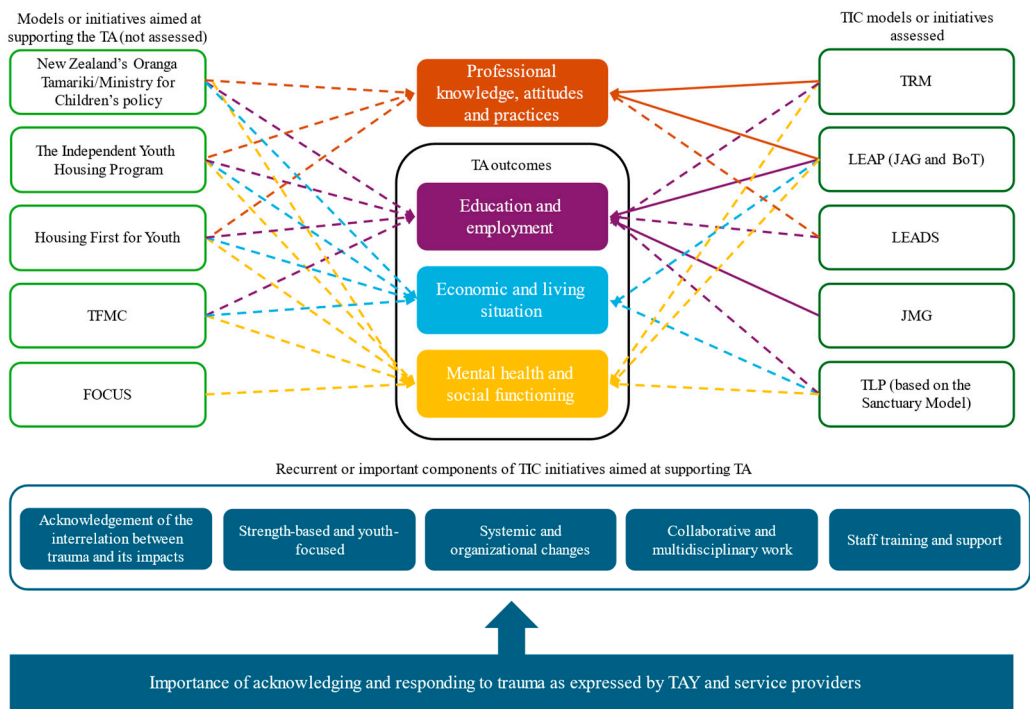 Models or initiatives aimed at
supporting the TA (not assessed)
New Zealand's Oranga
Tamariki/Ministry for
Children's policy
The Independent Youth
Housing Program
Housing First for Youth
TFMC
FOCUS
Professional
knowledge, attitudes
and practices
TA outcomes
Education and
employment
Economic and living
situation
Mental health and
social functioning
TIC models or initiatives
assessed
TRM
LEAP (JAG and BoT)
LEADS
JMG
TLP (based on the
Sanctuary Model)
Recurrent or important components of TIC initiatives aimed at supporting TA
Acknowledgement of the
interrelation between
trauma and its impacts
Strength-based and youth-
focused
Systemic and
organizational changes
Collaborative and
multidisciplinary work
Staff training and support
Importance of acknowledging and responding to trauma as expressed by TAY and service providers